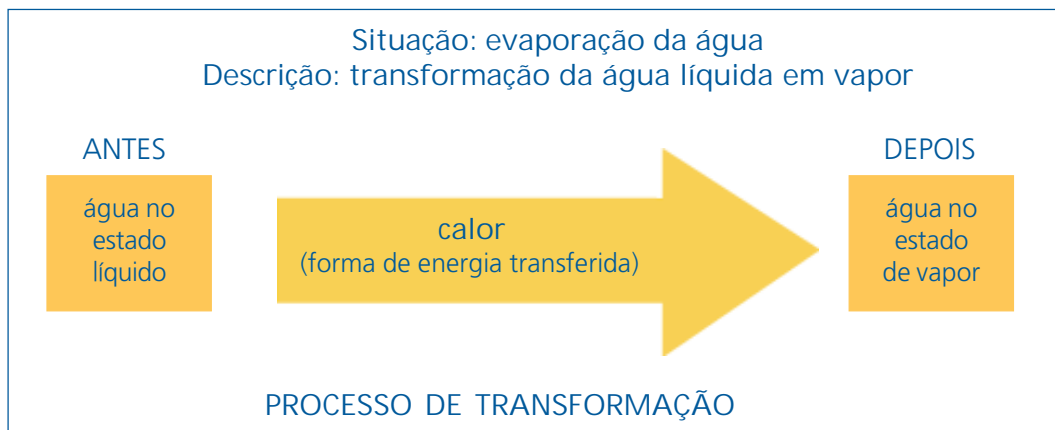 Situação: evaporação da água
Descrição: transformação da água líquida em vapor
ANTES
água no
estado
líquido
calor
(forma de energia transferida)
DEPOIS
água no
estado
de vapor
PROCESSO DE TRANSFORMAÇÃO